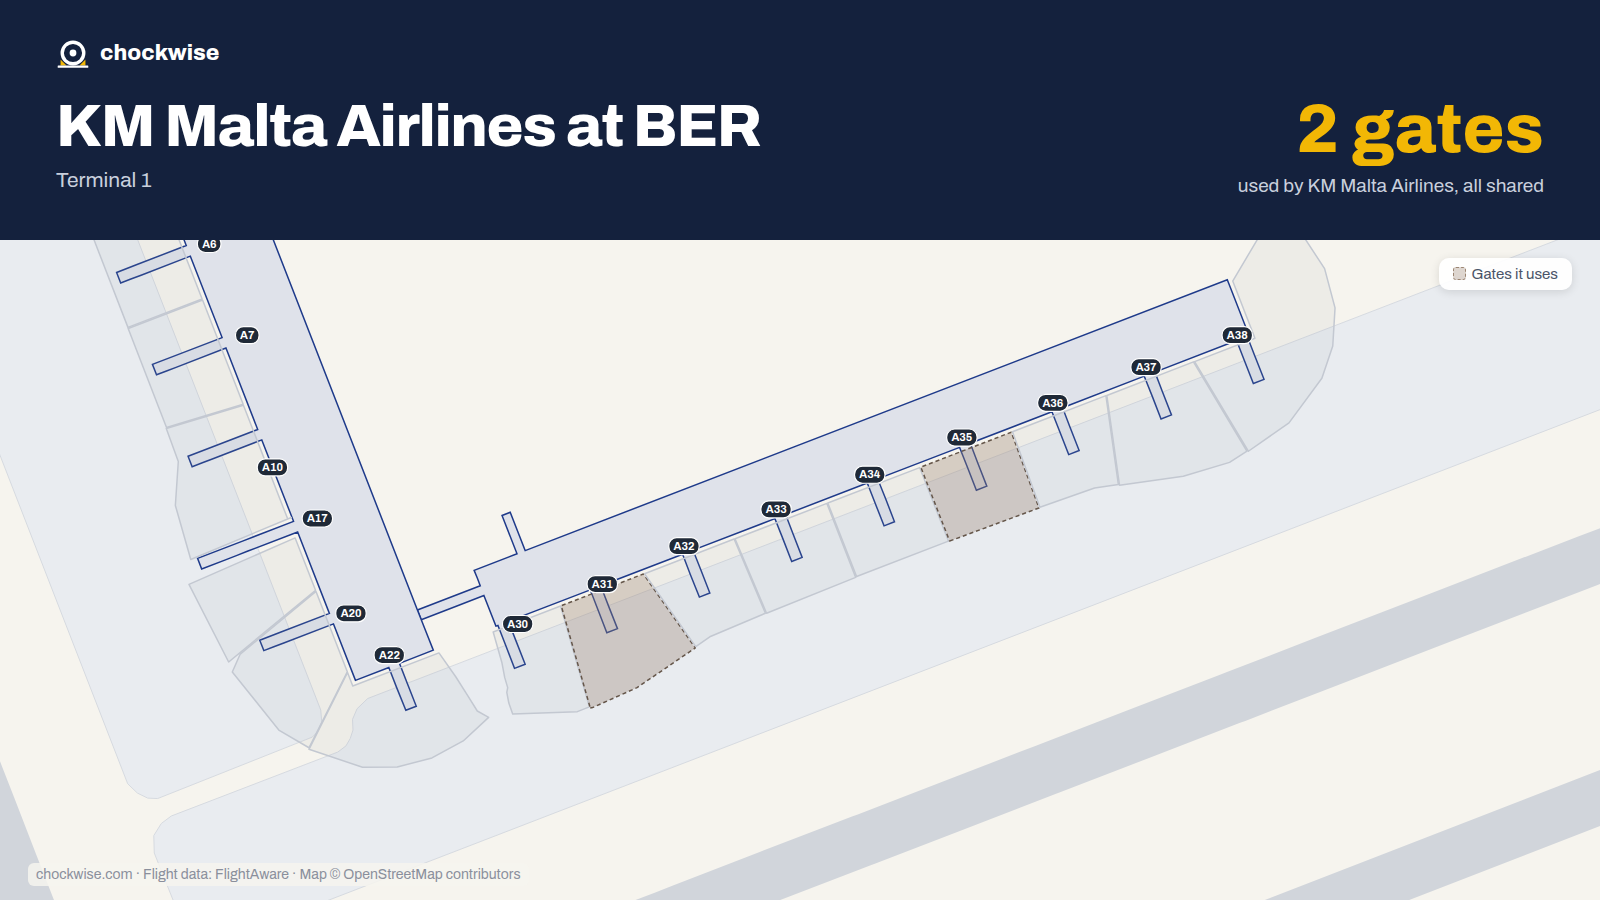 chockwise
KM Malta Airlines at BER
Terminal 1
2 gates
used by KM Malta Airlines, all shared
Gates it uses
A6
A7
A10
A17
A20
A22
A30
A31
A32
A33
A34
A35
A36
A37
A38
chockwise.com · Flight data: FlightAware · Map © OpenStreetMap contributors